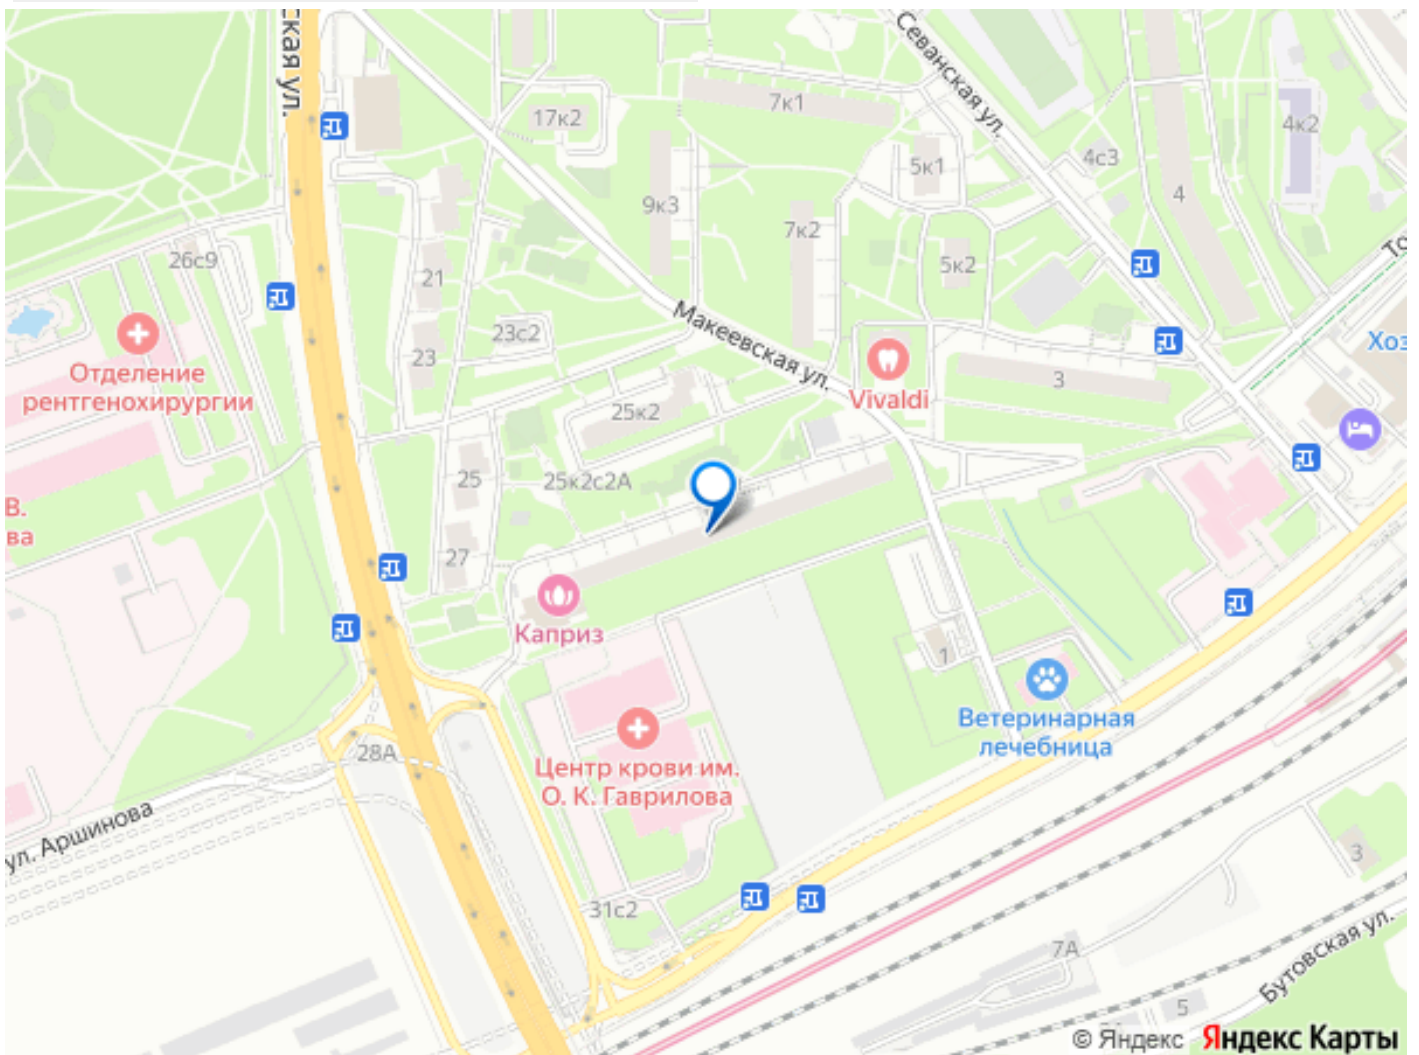 ская ул.
Севанская ул.
7к1
17к2
4к2
4с3
5к1
4
9к3
7к2
26с9
5к2
21
То
Макеевская ул.
23с2
23
Хоз
Отделение
рентгенохирургии
Vivaldi
3
25к2
25
25к2с2А
В.
ва
27
Каприз
1
Ветеринарная
лечебница
28А
Центр крови им.
О. К. Гаврилова
ул. Аршинова
3
31с2
7А
Бутовская ул.
5
© Яндекс Яндекс Карты